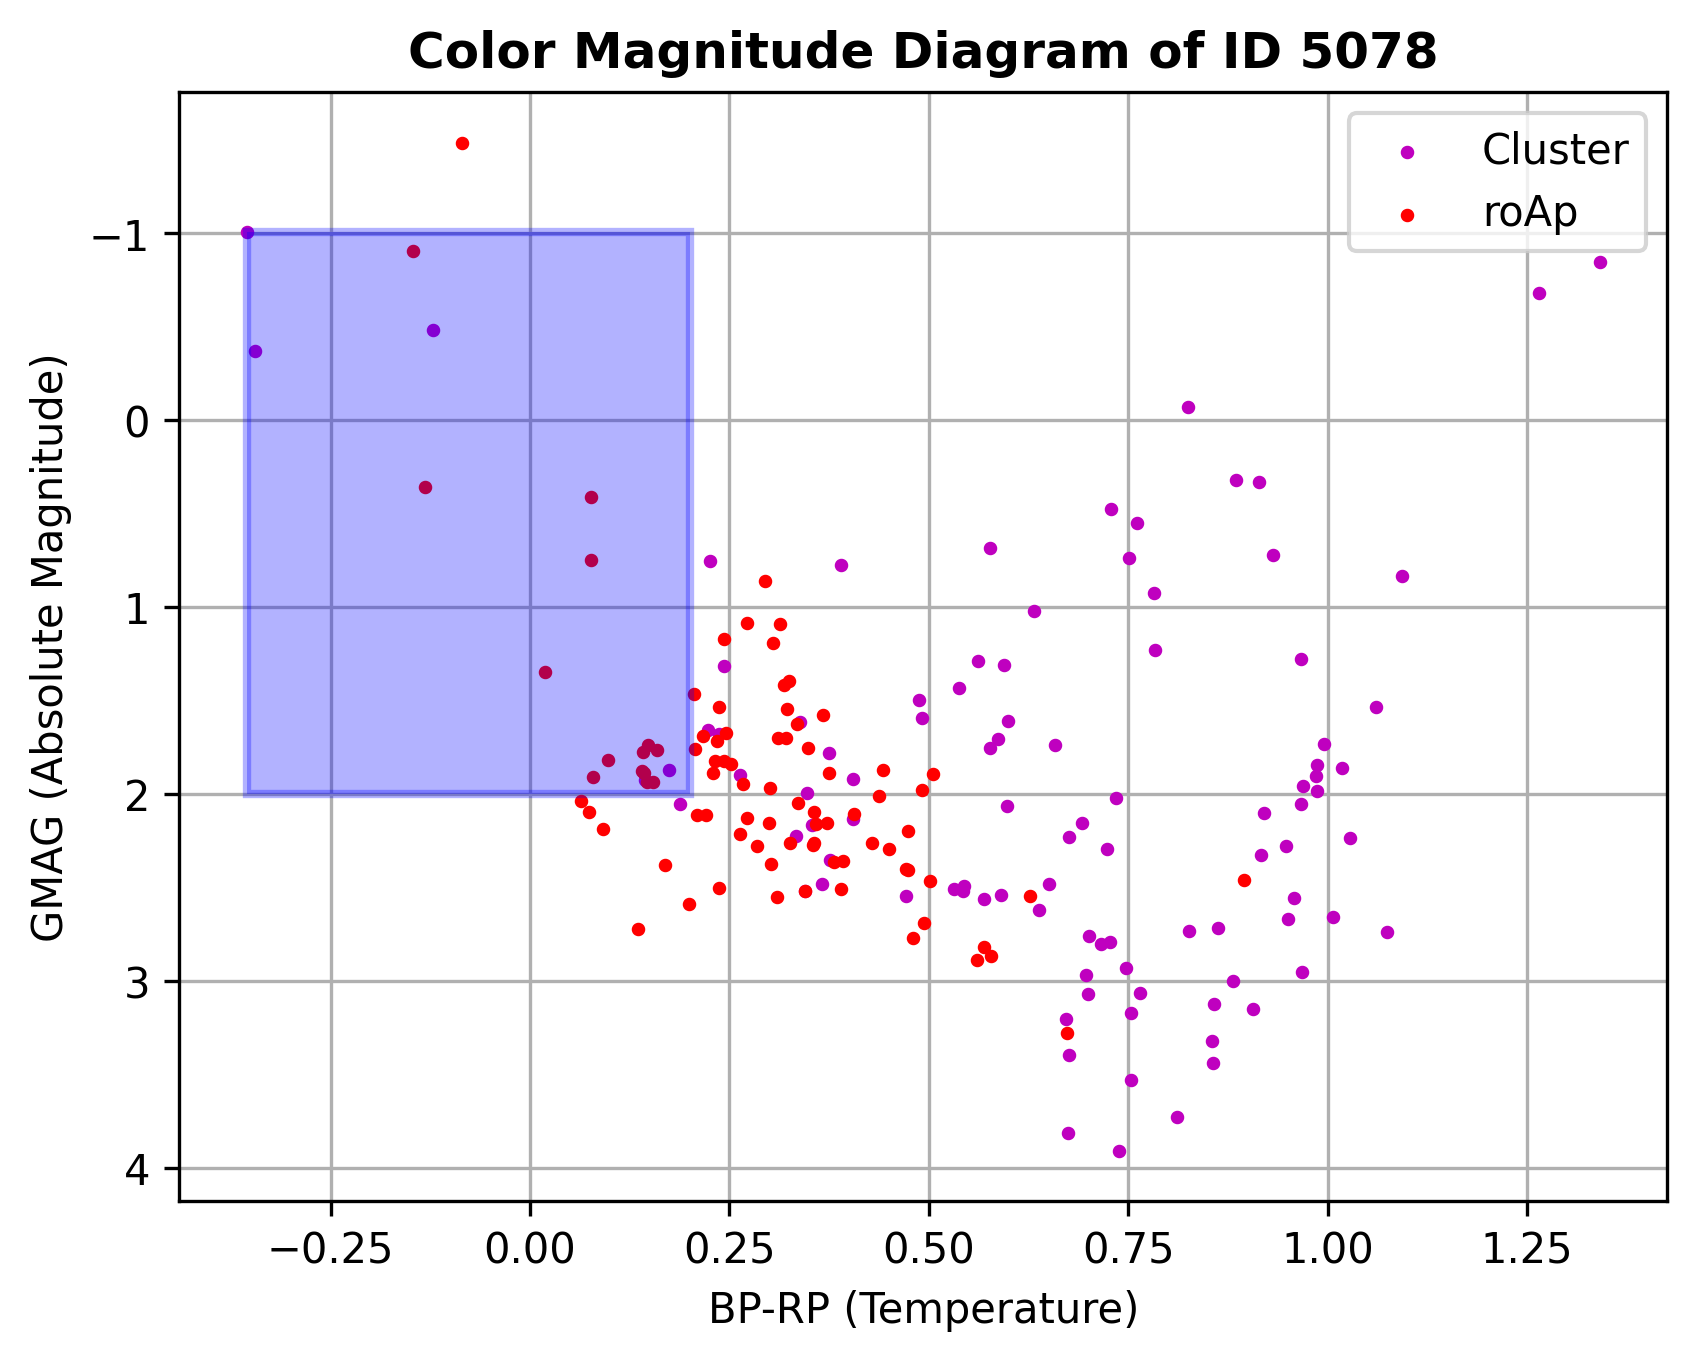 Color Magnitude Diagram of ID 5078
Cluster
roAp
GMAG (Absolute Magnitude)
−1
0
1
2
3
4
−0.25 0.00 0.25 0.50 0.75 1.00 1.25
BP-RP (Temperature)